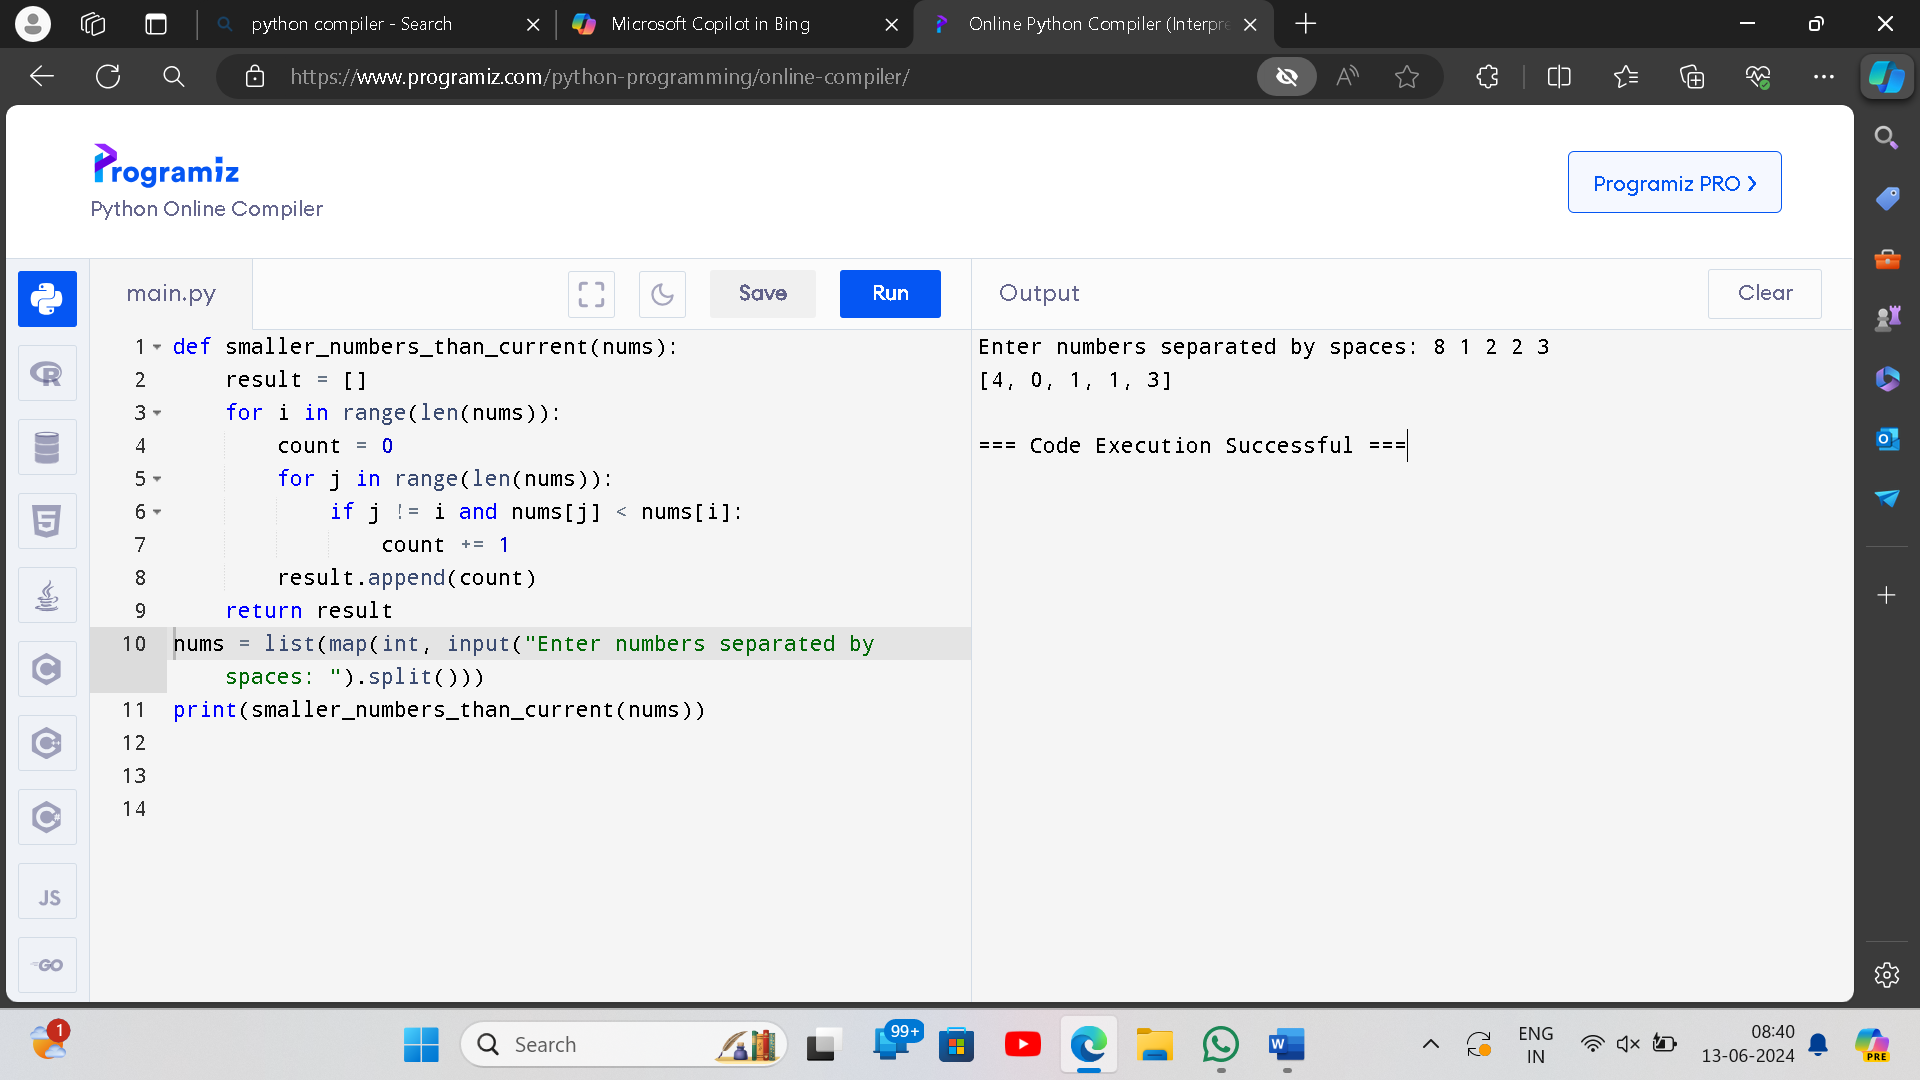 python compiler - Search
Microsoft Copilot in Bing
Online Python Compiler (Interpre
https://www.programiz.com/python-programming/online-compiler/
Programiz
Python Online Compiler
Programiz PRO
main.py
Save
Run
Output
Clear
1 def smaller_numbers_than_current(nums):
2 result = []
3 for i in range(len(nums)):
4 count = 0
5 for j in range(len(nums)):
6 if j != i and nums[j] < nums[i]:
7 count += 1
8 result.append(count)
9 return result
10 nums = list(map(int, input("Enter numbers separated by
spaces: ").split()))
11 print(smaller_numbers_than_current(nums))
12
13
14
Enter numbers separated by spaces: 8 1 2 2 3
[4, 0, 1, 1, 3]
=== Code Execution Successful ===
JS
GO
1
Search
99+
ENG
IN
08:40
13-06-2024
PRE